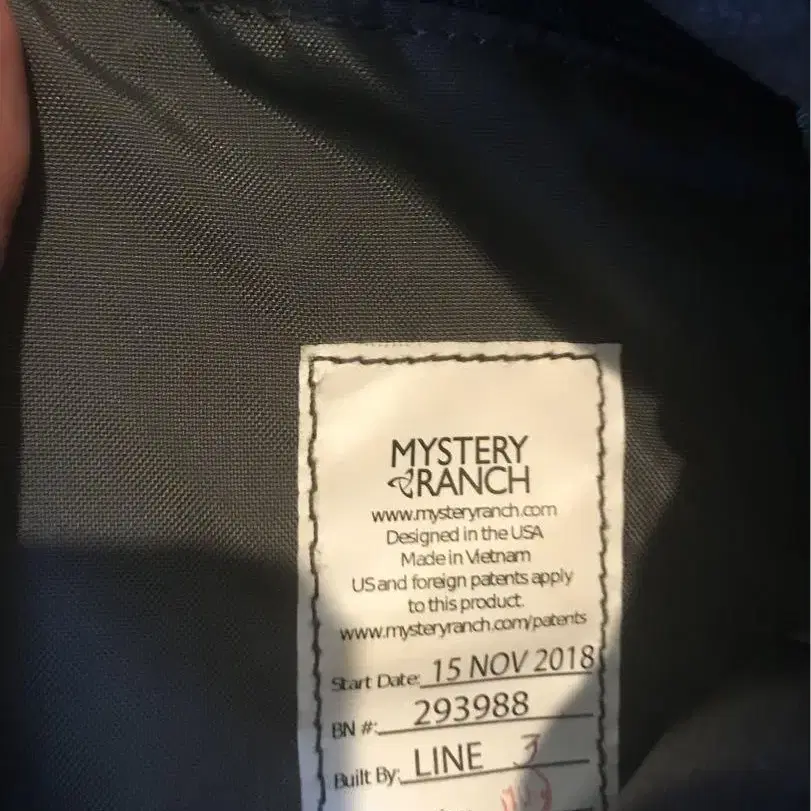 MYSTERY
RANCH
www.mysteryranch.com
Designed in the USA
Made in Vietnam
US and foreign patents apply
to this product.
www.mysteryranch.com/patents
Start Date: 15 NOV 2018
BN #: 293988
Built By: LINE 3